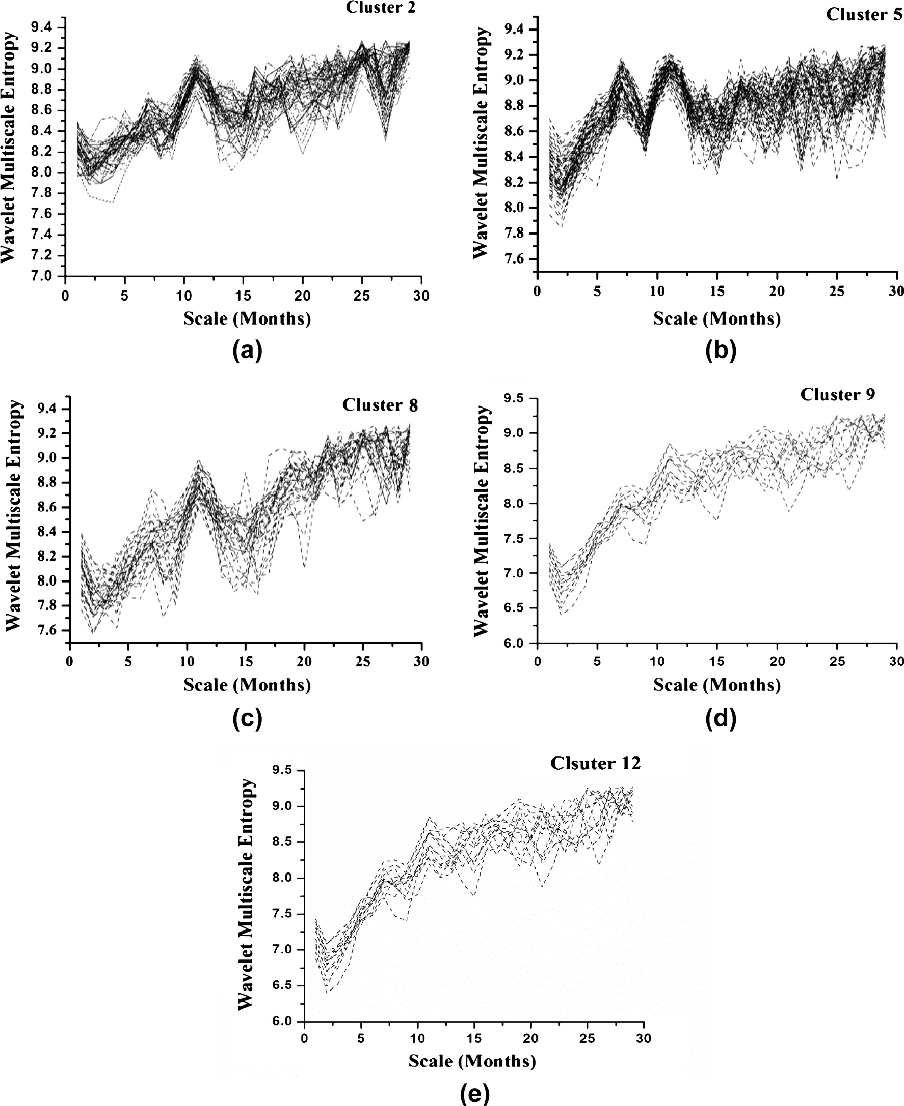 Cluster 2
Wavelet Multiscale Entropy
9.4
9.2
9.0
8.8
8.6
8.4
8.2
8.0
7.8
7.6
7.4
7.2
7.0
0 5 10 15 20 25 30
Scale (Months)
(a)
Cluster 5
Wavelet Multiscale Entropy
9.4
9.2
9.0
8.8
8.6
8.4
8.2
8.0
7.8
7.6
0 5 10 15 20 25 30
Scale (Months)
(b)
Cluster 8
Wavelet Multiscale Entropy
9.4
9.2
9.0
8.8
8.6
8.4
8.2
8.0
7.8
7.6
0 5 10 15 20 25 30
Scale (Months)
(c)
Cluster 9
Wavelet Multiscale Entropy
9.5
9.0
8.5
8.0
7.5
7.0
6.5
6.0
0 5 10 15 20 25 30
Scale (Months)
(d)
Clsuter 12
Wavelet Multiscale Entropy
9.5
9.0
8.5
8.0
7.5
7.0
6.5
6.0
0 5 10 15 20 25 30
Scale (Months)
(e)